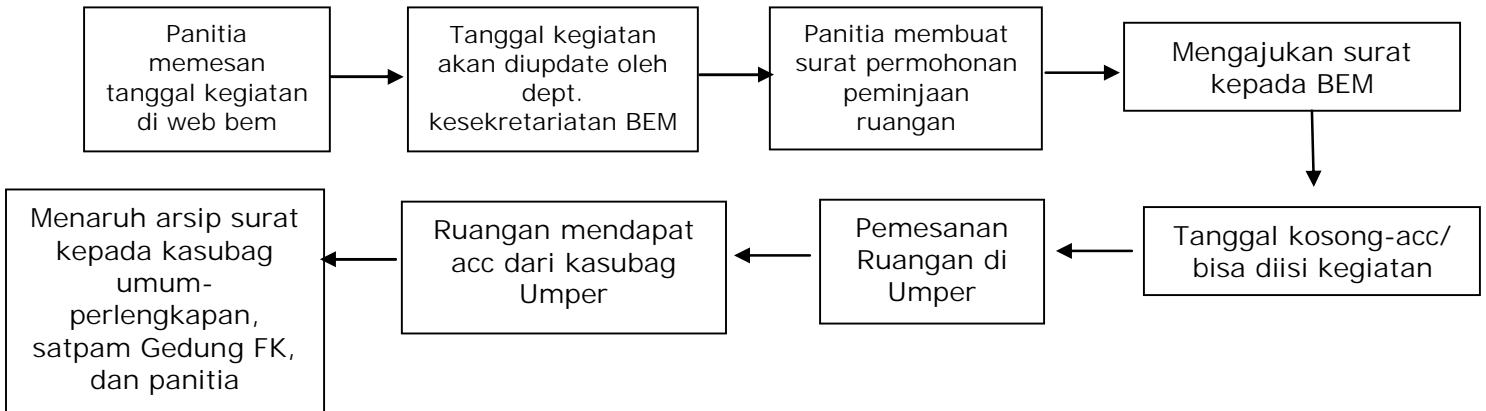 Panitia
memesan
tanggal kegiatan
di web bem
Tanggal kegiatan
akan diupdate oleh
dept.
kesekretariatan BEM
Panitia membuat
surat permohonan
peminjaan
ruangan
Mengajukan surat
kepada BEM
Tanggal kosong-acc/
bisa diisi kegiatan
Pemesanan
Ruangan di
Umper
Ruangan mendapat
acc dari kasubag
Umper
Menaruh arsip surat
kepada kasubag
umum-
perlengkapan,
satpam Gedung FK,
dan panitia